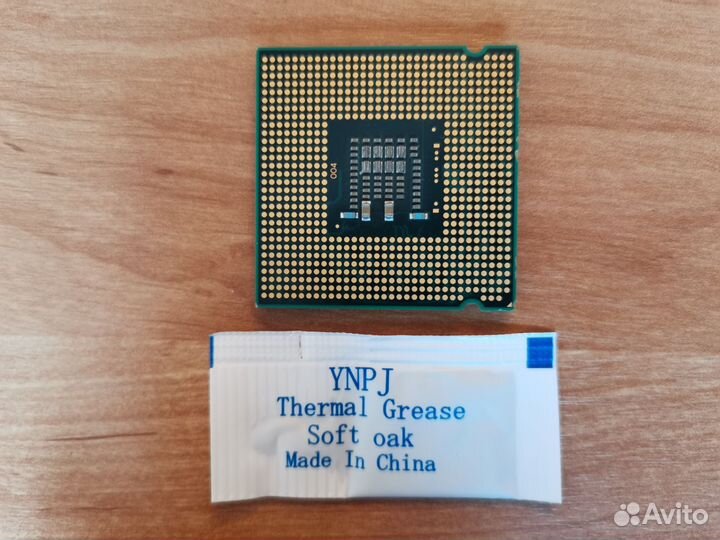 004
YNPJ
Thermal Grease
Soft oak
Made In China
Avito